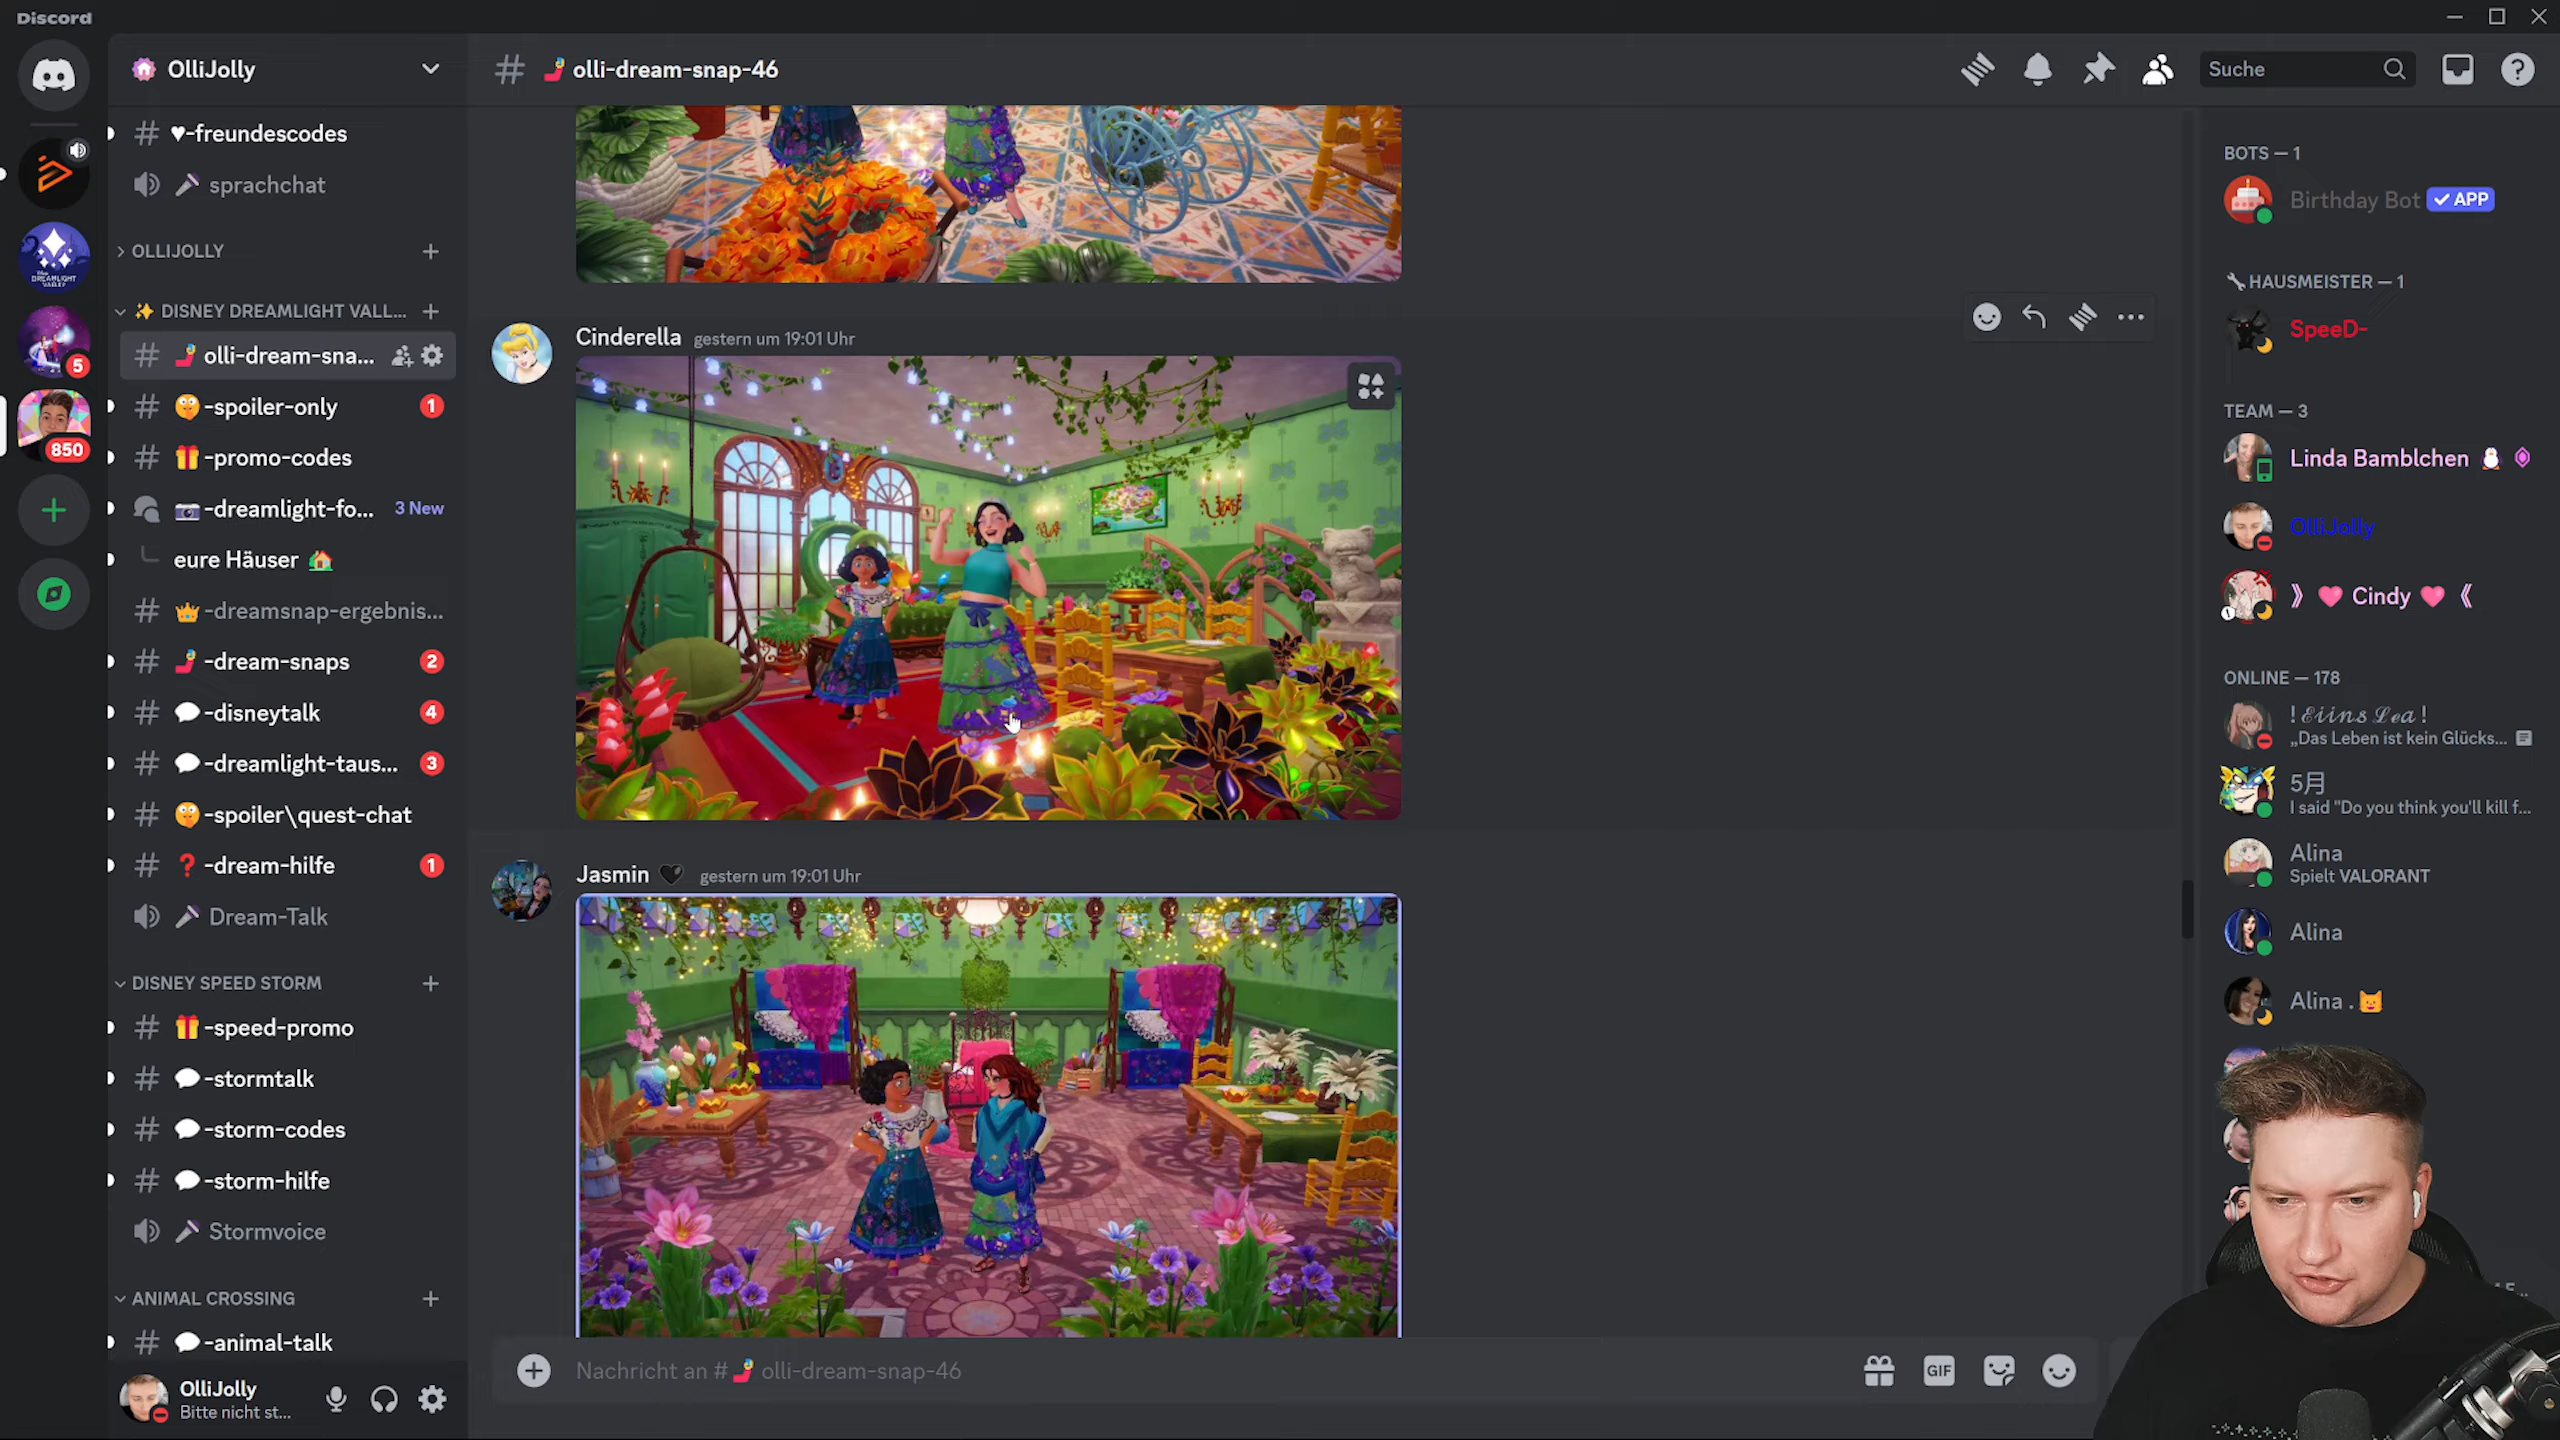 Discord
OlliJolly
♥-freundescodes
sprachchat
OLLIJOLLY
DISNEY DREAMLIGHT VALL...
olli-dream-sna...
-spoiler-only
1
-promo-codes
-dreamlight-fo...
3 New
eure Häuser
-dreamsnap-ergebnis...
-dream-snaps
2
-disneytalk
4
-dreamlight-taus...
3
-spoiler\quest-chat
-dream-hilfe
1
Dream-Talk
DISNEY SPEED STORM
-speed-promo
-stormtalk
-storm-codes
-storm-hilfe
Stormvoice
ANIMAL CROSSING
-animal-talk
OlliJolly
Bitte nicht st...
DREAMLIGHT
5
850
olli-dream-snap-46
Suche
Cinderella gestern um 19:01 Uhr
Jasmin gestern um 19:01 Uhr
Nachricht an # olli-dream-snap-46
GIF
BOTS — 1
Birthday Bot APP
HAUSMEISTER — 1
SpeeD-
TEAM — 3
Linda Bamblchen
OlliJolly
》 Cindy 《
ONLINE — 178
! ℰ𝒾𝒾𝓃𝓈 ℒℯ𝒶 !
„Das Leben ist kein Glücks...
5月
I said "Do you think you'll kill f...
Alina
Spielt VALORANT
Alina
Alina .